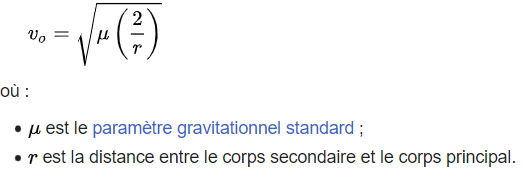 v_o = √(μ(2/r))
où :
• μ est le paramètre gravitationnel standard ;
• r est la distance entre le corps secondaire et le corps principal.